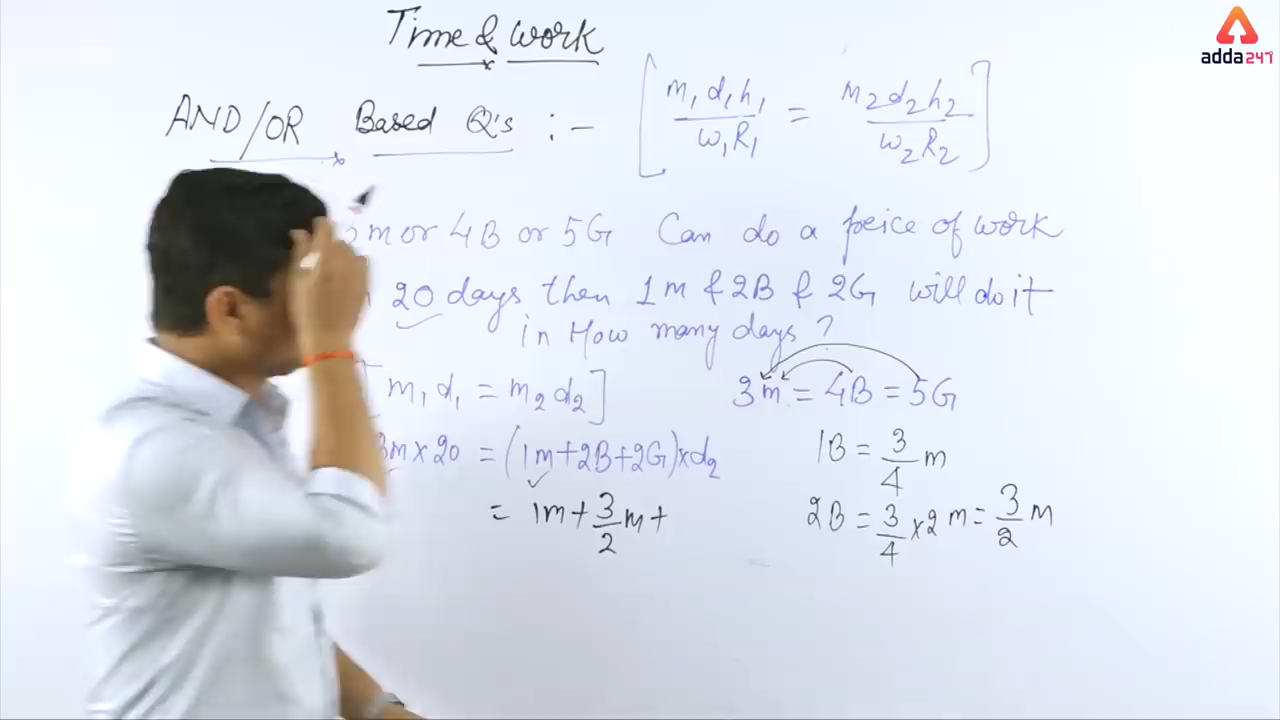 Time & work
adda247
AND/OR Based Q's :-
[ m₁d₁h₁/w₁R₁ = m₂d₂h₂/w₂R₂ ]
m or 4B or 5G Can do a peice of work
20 days then 1m & 2B & 2G will do it
in How many days ?
[m₁d₁ = m₂d₂]
3m = 4B = 5G
3m×20 = (1m+2B+2G)×d₂
1B = 3/4 m
= 1m + 3/2 m +
2B = 3/4 ×2 m = 3/2 m